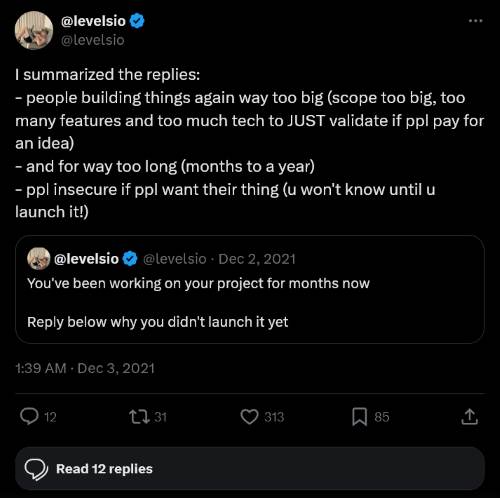 @levelsio
@levelsio
I summarized the replies:
- people building things again way too big (scope too big, too
many features and too much tech to JUST validate if ppl pay for
an idea)
- and for way too long (months to a year)
- ppl insecure if ppl want their thing (u won't know until u
launch it!)
@levelsio @levelsio · Dec 2, 2021
You've been working on your project for months now
Reply below why you didn't launch it yet
1:39 AM · Dec 3, 2021
12 31 313 85
Read 12 replies